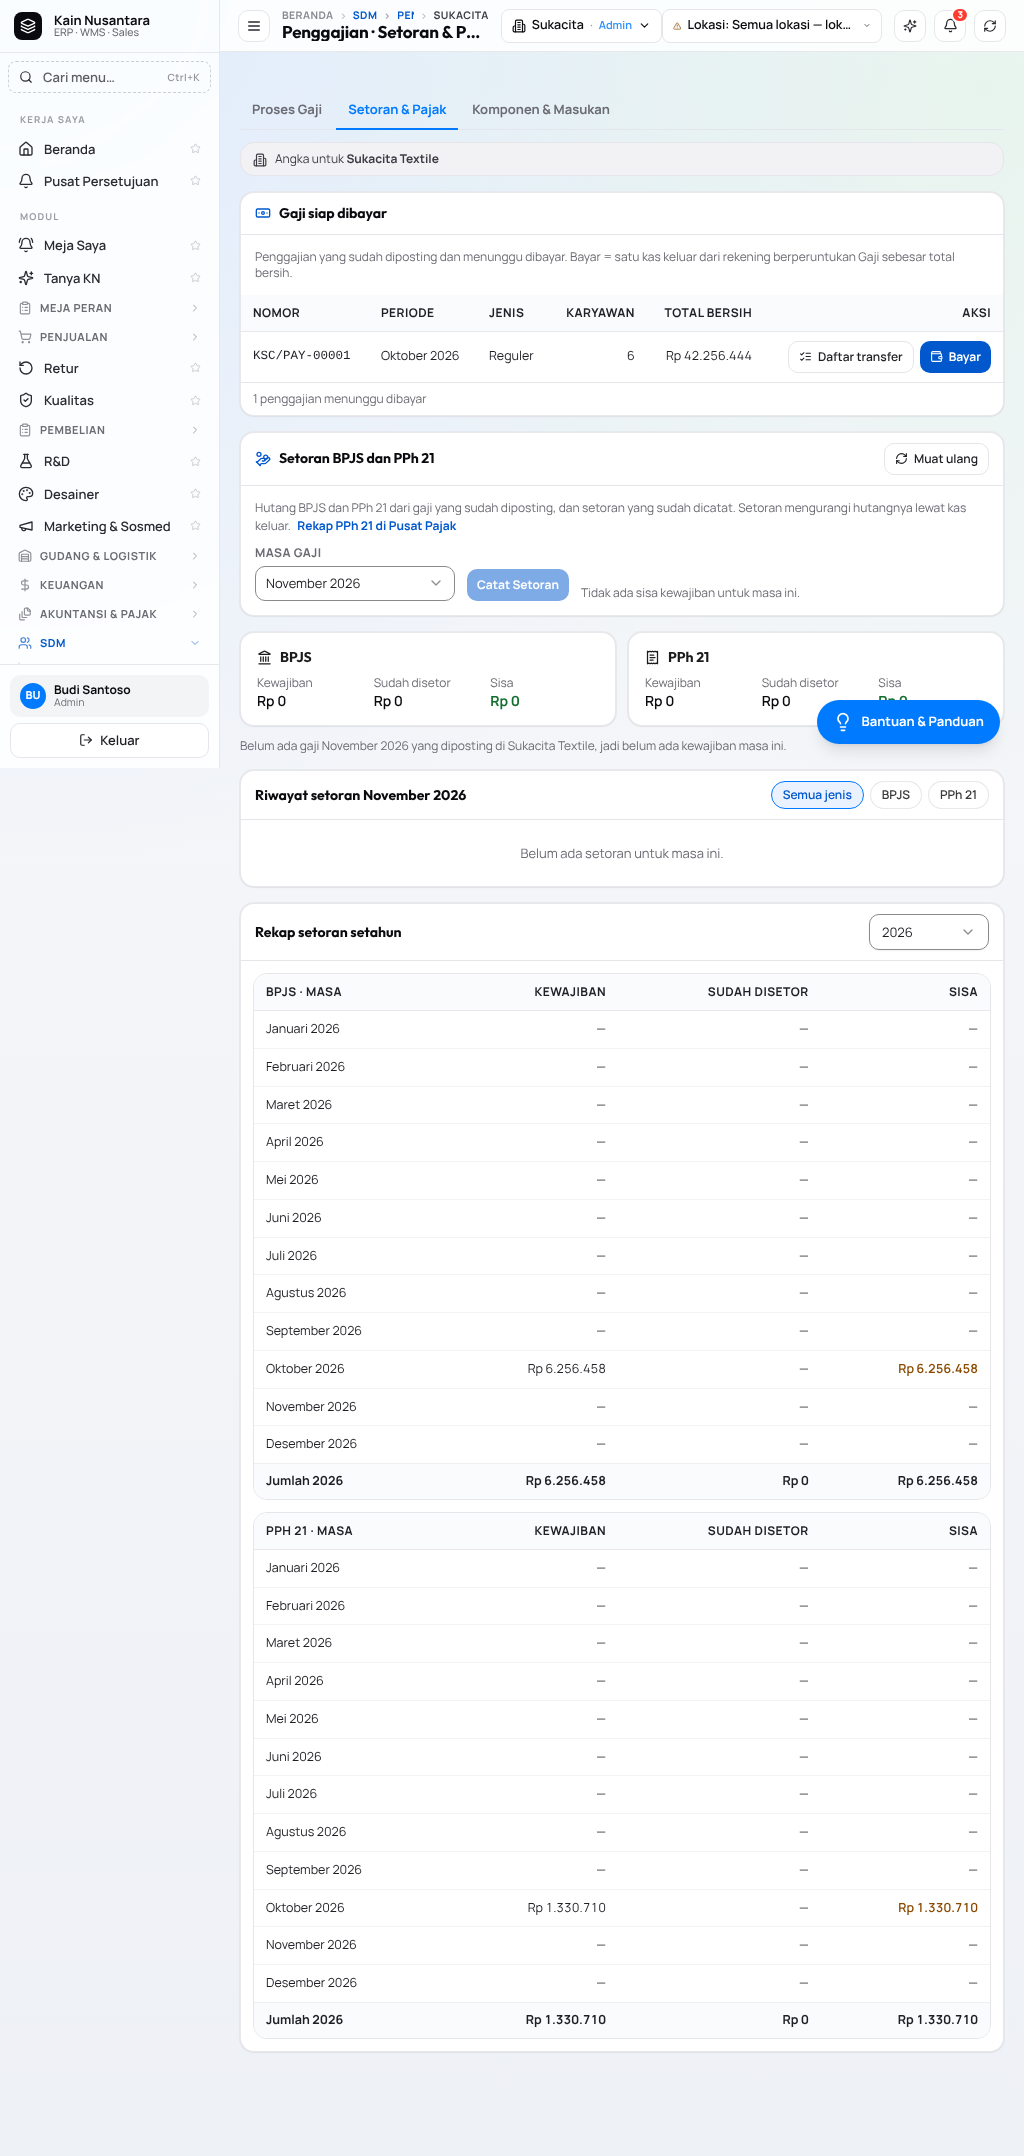 Kain Nusantara
ERP · WMS · Sales
Cari menu... Ctrl+K
KERJA SAYA
Beranda
Pusat Persetujuan
MODUL
Meja Saya
Tanya KN
MEJA PERAN
PENJUALAN
Retur
Kualitas
PEMBELIAN
R&D
Desainer
Marketing & Sosmed
GUDANG & LOGISTIK
KEUANGAN
AKUNTANSI & PAJAK
SDM
BU Budi Santoso
Admin
Keluar
BERANDA > SDM > PEN > SUKACITA
Penggajian · Setoran & P...
Sukacita · Admin
Lokasi: Semua lokasi — lok...
3
Proses Gaji Setoran & Pajak Komponen & Masukan
Angka untuk Sukacita Textile
Gaji siap dibayar
Penggajian yang sudah diposting dan menunggu dibayar. Bayar = satu kas keluar dari rekening berperuntukan Gaji sebesar total
bersih.
NOMOR PERIODE JENIS KARYAWAN TOTAL BERSIH AKSI
KSC/PAY-00001 Oktober 2026 Reguler 6 Rp 42.256.444 Daftar transfer Bayar
1 penggajian menunggu dibayar
Setoran BPJS dan PPh 21 Muat ulang
Hutang BPJS dan PPh 21 dari gaji yang sudah diposting, dan setoran yang sudah dicatat. Setoran mengurangi hutangnya lewat kas
keluar. Rekap PPh 21 di Pusat Pajak
MASA GAJI
November 2026 Catat Setoran Tidak ada sisa kewajiban untuk masa ini.
BPJS
Kewajiban Sudah disetor Sisa
Rp 0 Rp 0 Rp 0
PPh 21
Kewajiban Sudah disetor Sisa
Rp 0 Rp 0
Bantuan & Panduan
Belum ada gaji November 2026 yang diposting di Sukacita Textile, jadi belum ada kewajiban masa ini.
Riwayat setoran November 2026 Semua jenis BPJS PPh 21
Belum ada setoran untuk masa ini.
Rekap setoran setahun 2026
BPJS · MASA KEWAJIBAN SUDAH DISETOR SISA
Januari 2026 — — —
Februari 2026 — — —
Maret 2026 — — —
April 2026 — — —
Mei 2026 — — —
Juni 2026 — — —
Juli 2026 — — —
Agustus 2026 — — —
September 2026 — — —
Oktober 2026 Rp 6.256.458 — Rp 6.256.458
November 2026 — — —
Desember 2026 — — —
Jumlah 2026 Rp 6.256.458 Rp 0 Rp 6.256.458
PPH 21 · MASA KEWAJIBAN SUDAH DISETOR SISA
Januari 2026 — — —
Februari 2026 — — —
Maret 2026 — — —
April 2026 — — —
Mei 2026 — — —
Juni 2026 — — —
Juli 2026 — — —
Agustus 2026 — — —
September 2026 — — —
Oktober 2026 Rp 1.330.710 — Rp 1.330.710
November 2026 — — —
Desember 2026 — — —
Jumlah 2026 Rp 1.330.710 Rp 0 Rp 1.330.710